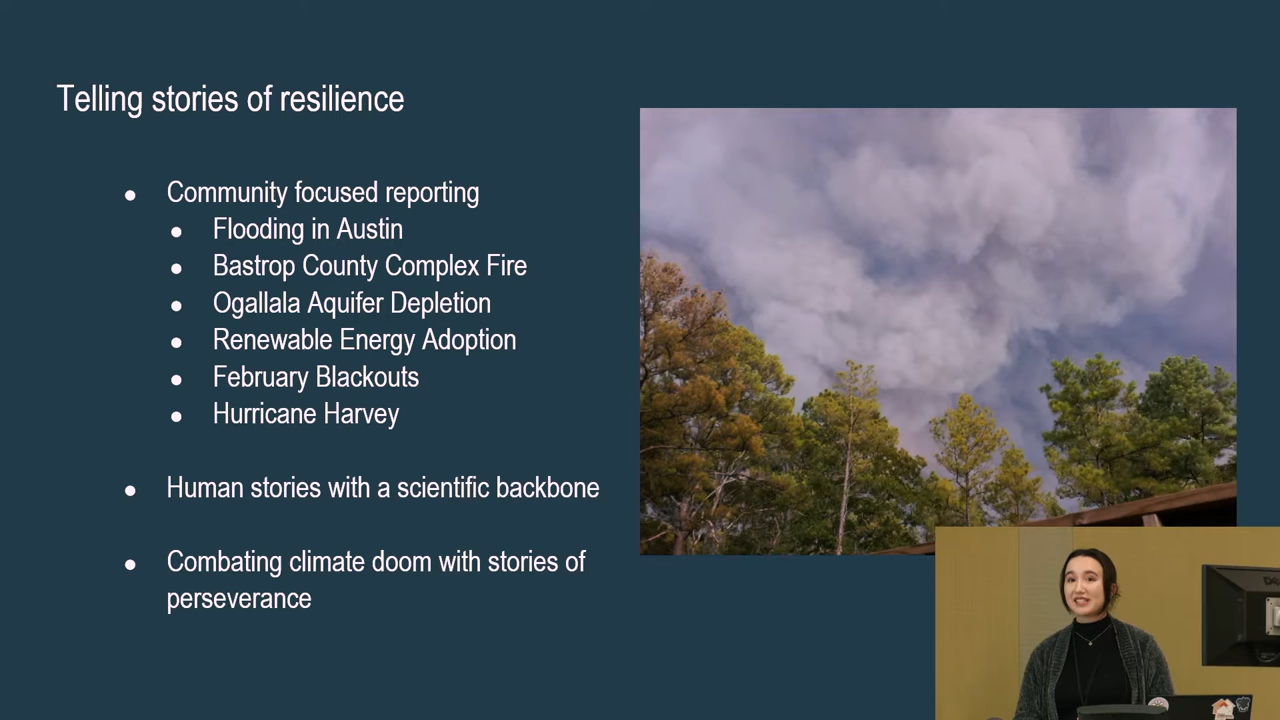 Telling stories of resilience
● Community focused reporting
● Flooding in Austin
● Bastrop County Complex Fire
● Ogallala Aquifer Depletion
● Renewable Energy Adoption
● February Blackouts
● Hurricane Harvey
● Human stories with a scientific backbone
● Combating climate doom with stories of
perseverance